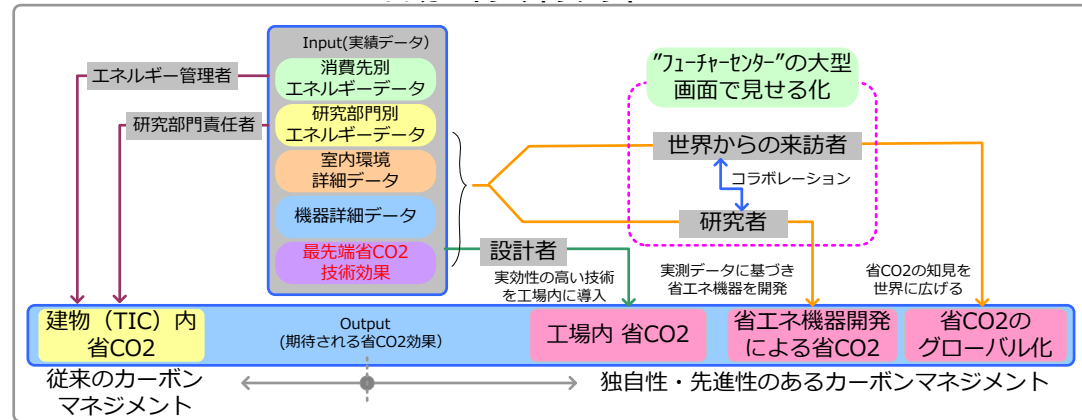 Input(実績データ)
消費先別
エネルギーデータ
研究部門別
エネルギーデータ
室内環境
詳細データ
機器詳細データ
最先端省CO2
技術効果
エネルギー管理者
研究部門責任者
"フューチャーセンター"の大型
画面で見せる化
世界からの来訪者
コラボレーション
研究者
設計者
実効性の高い技術
を工場内に導入
実測データに基づき
省エネ機器を開発
省CO2の知見を
世界に広げる
建物(TIC)内
省CO2
Output
(期待される省CO2効果)
工場内 省CO2
省エネ機器開発
による省CO2
省CO2の
グローバル化
従来のカーボン
マネジメント
独自性・先進性のあるカーボンマネジメント